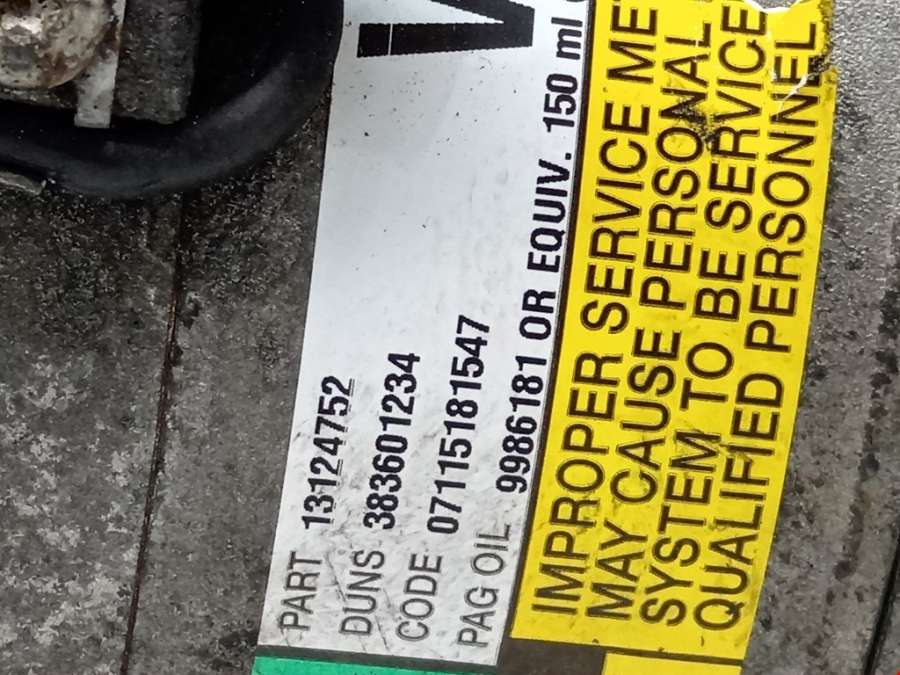 PART 13124752
DUNS 383601234
CODE 07115181547
PAG OIL 9986181 OR EQUIV. 150 ml
IMPROPER SERVICE ME
MAY CAUSE PERSONAL
SYSTEM TO BE SERVICE
QUALIFIED PERSONNEL